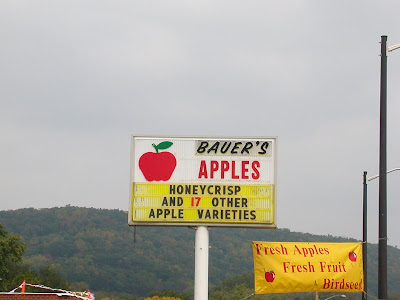 BAUER'S
APPLES
HONEYCRISP
AND 17 OTHER
APPLE VARIETIES
Fresh Apples
Fresh Fruit
Birdseed